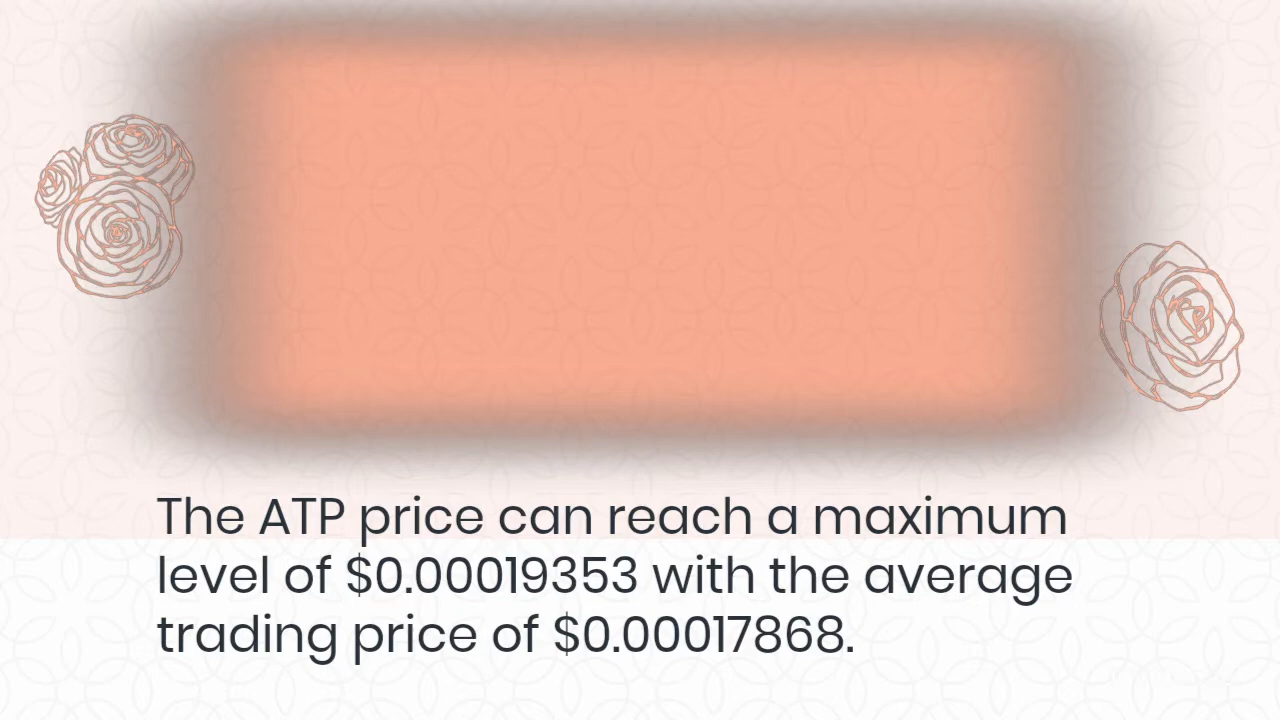 The ATP price can reach a maximum
level of $0.00019353 with the average
trading price of $0.00017868.